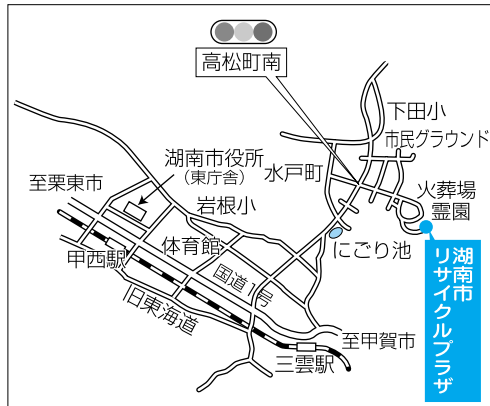 高松町南
下田小
市民グラウンド
湖南市役所
（東庁舎）
水戸町
至栗東市
岩根小
火葬場
霊園
体育館
にごり池
甲西駅
国道1号
湖南市
リサイクルプラザ
旧東海道
至甲賀市
三雲駅